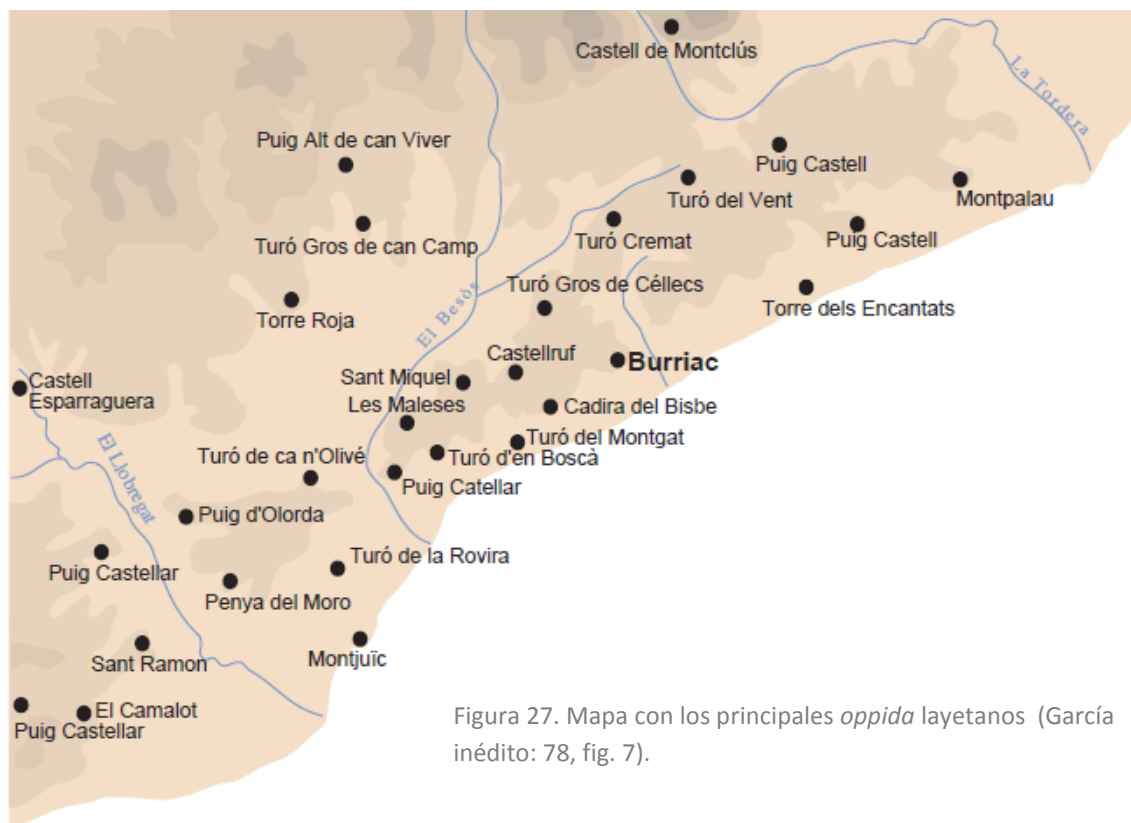 Castell de Montclús
La Tordera
Puig Alt de can Viver
Puig Castell
Turó del Vent
Montpalau
Turó Gros de can Camp
Turó Cremat
Puig Castell
El Besòs
Turó Gros de Céllecs
Torre dels Encantats
Torre Roja
Castellruf
Burriac
Sant Miquel
Castell
Esparraguera
Les Maleses
Cadira del Bisbe
El Llobregat
Turó del Montgat
Turó de ca n'Olivé
Turó d'en Boscà
Puig Catellar
Puig d'Olorda
Turó de la Rovira
Puig Castellar
Penya del Moro
Montjuïc
Sant Ramon
El Camalot
Puig Castellar
Figura 27. Mapa con los principales oppida layetanos (García
inédito: 78, fig. 7).